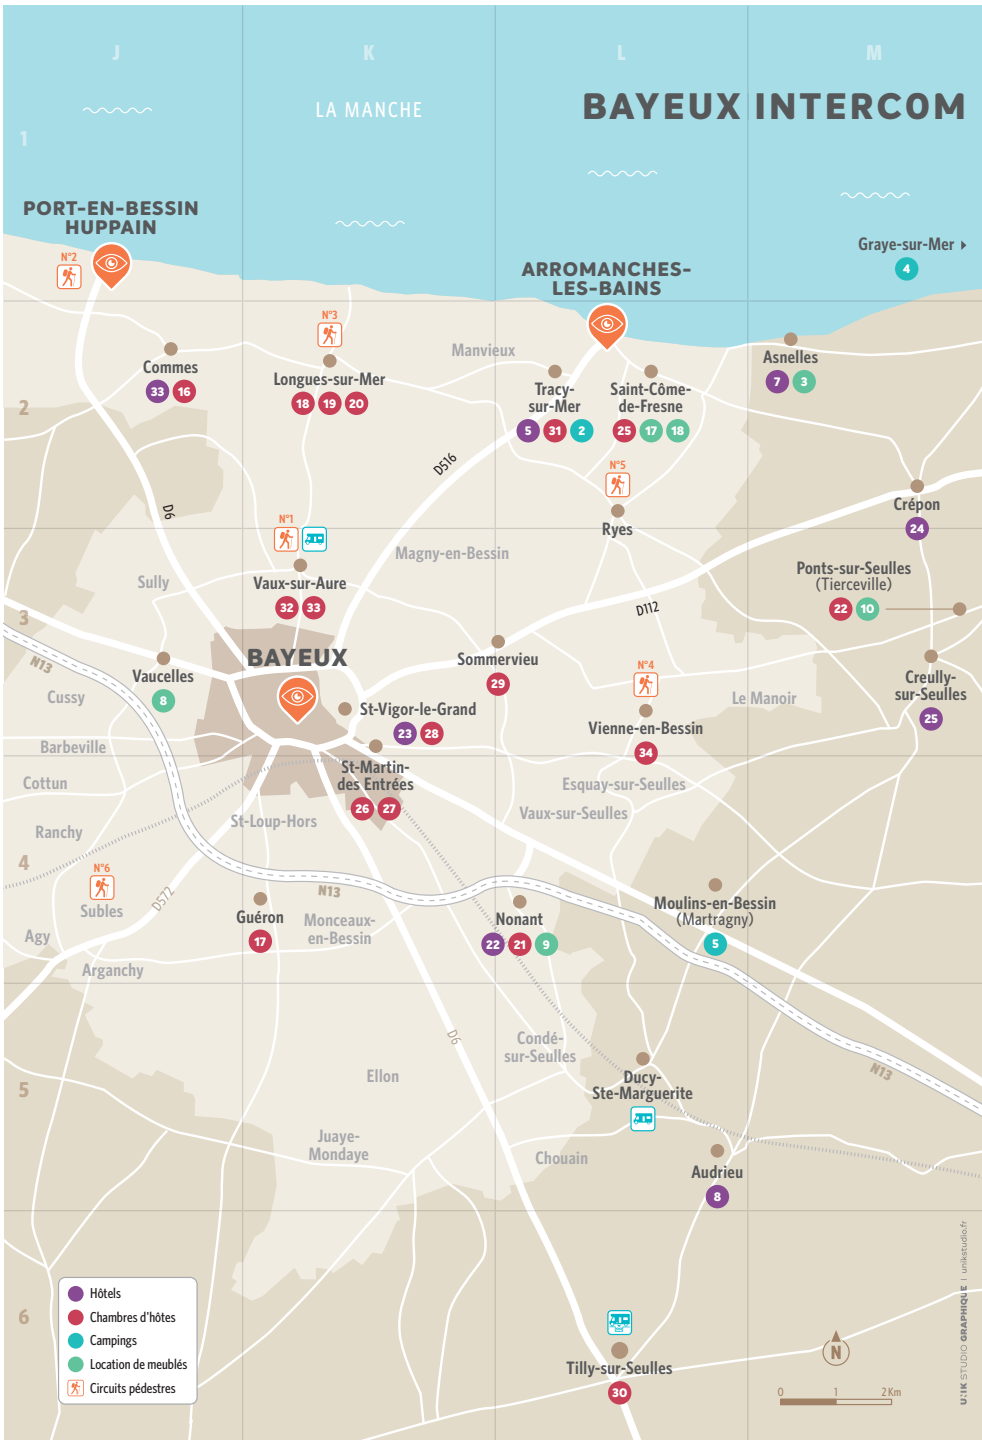 J
K
L
M
BAYEUX INTERCOM
LA MANCHE
1
PORT-EN-BESSIN
HUPPAIN
Graye-sur-Mer
4
N°2
ARROMANCHES-
LES-BAINS
N°3
Manvieux
Asnelles
7 3
Commes
33 16
Longues-sur-Mer
18 19 20
Tracy-
sur-Mer
5 31 2
Saint-Côme-
de-Fresne
25 17 18
2
D516
N°5
Ryes
D6
Crépon
24
N°1
Magny-en-Bessin
Sully
Vaux-sur-Aure
32 33
Ponts-sur-Seulles
(Tierceville)
22 10
D112
3
N13
BAYEUX
Sommervieu
29
N°4
Vaucelles
8
Cussy
Creully-
sur-Seulles
25
Le Manoir
St-Vigor-le-Grand
23 28
Vienne-en-Bessin
34
Barbeville
St-Martin-
des Entrées
26 27
Cottun
Esquay-sur-Seulles
Vaux-sur-Seulles
St-Loup-Hors
Ranchy
4
N°6
Subles
D572
N13
Guéron
17
Monceaux-
en-Bessin
Nonant
22 21 9
Moulins-en-Bessin
(Martragny)
5
Agy
Arganchy
D6
Condé-
sur-Seulles
Ellon
N13
5
Ducy-
Ste-Marguerite
Juaye-
Mondaye
Chouain
Audrieu
8
6
Hôtels
Chambres d'hôtes
Campings
Location de meublés
Circuits pédestres
Tilly-sur-Seulles
30
N
0 1 2 Km
UNIK STUDIO GRAPHIQUE | unikstudio.fr